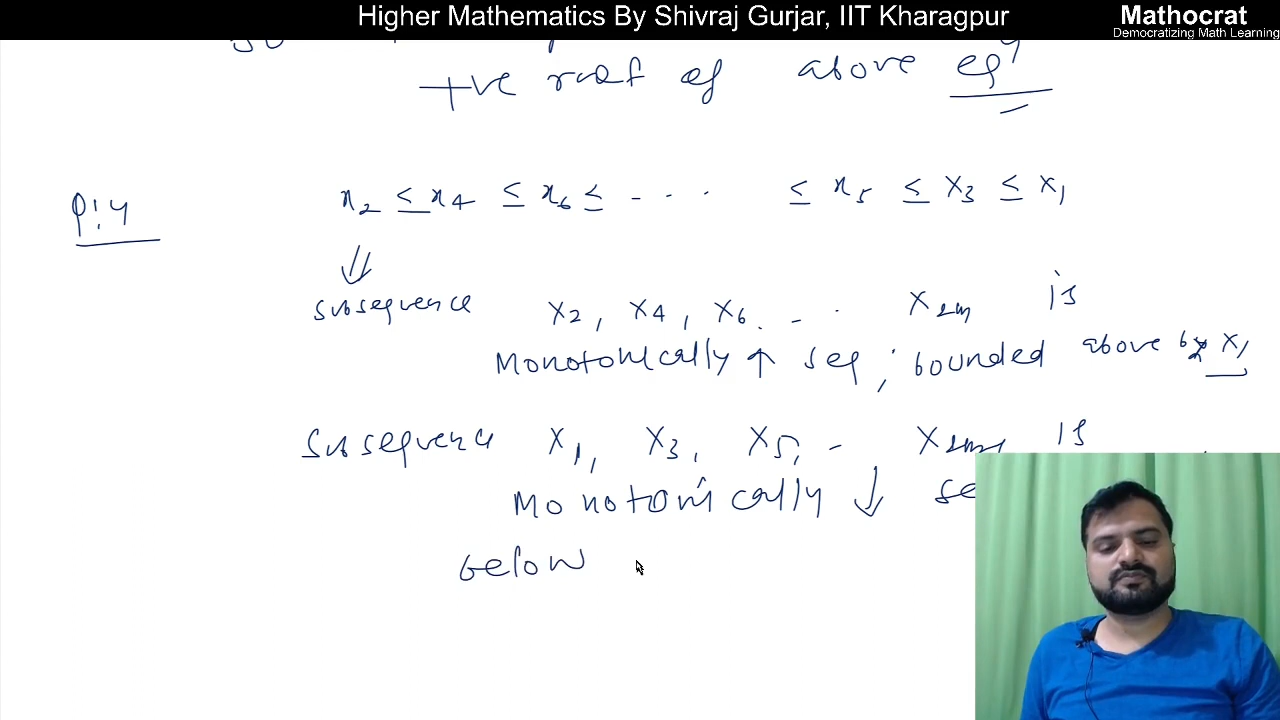 Higher Mathematics By Shivraj Gurjar, IIT Kharagpur
Mathocrat
Democratizing Math Learning
+ve root of above eqⁿ
P:4
x₂ ≤ x₄ ≤ x₆ ≤ - - · · ≤ x₅ ≤ x₃ ≤ x₁
⇓
subsequence x₂, x₄, x₆. - · x₂ₘ is
Monotonically ↑ seq; bounded above by x₁
Subsequence x₁, x₃, x₅, - is
Monotonically ↓
below